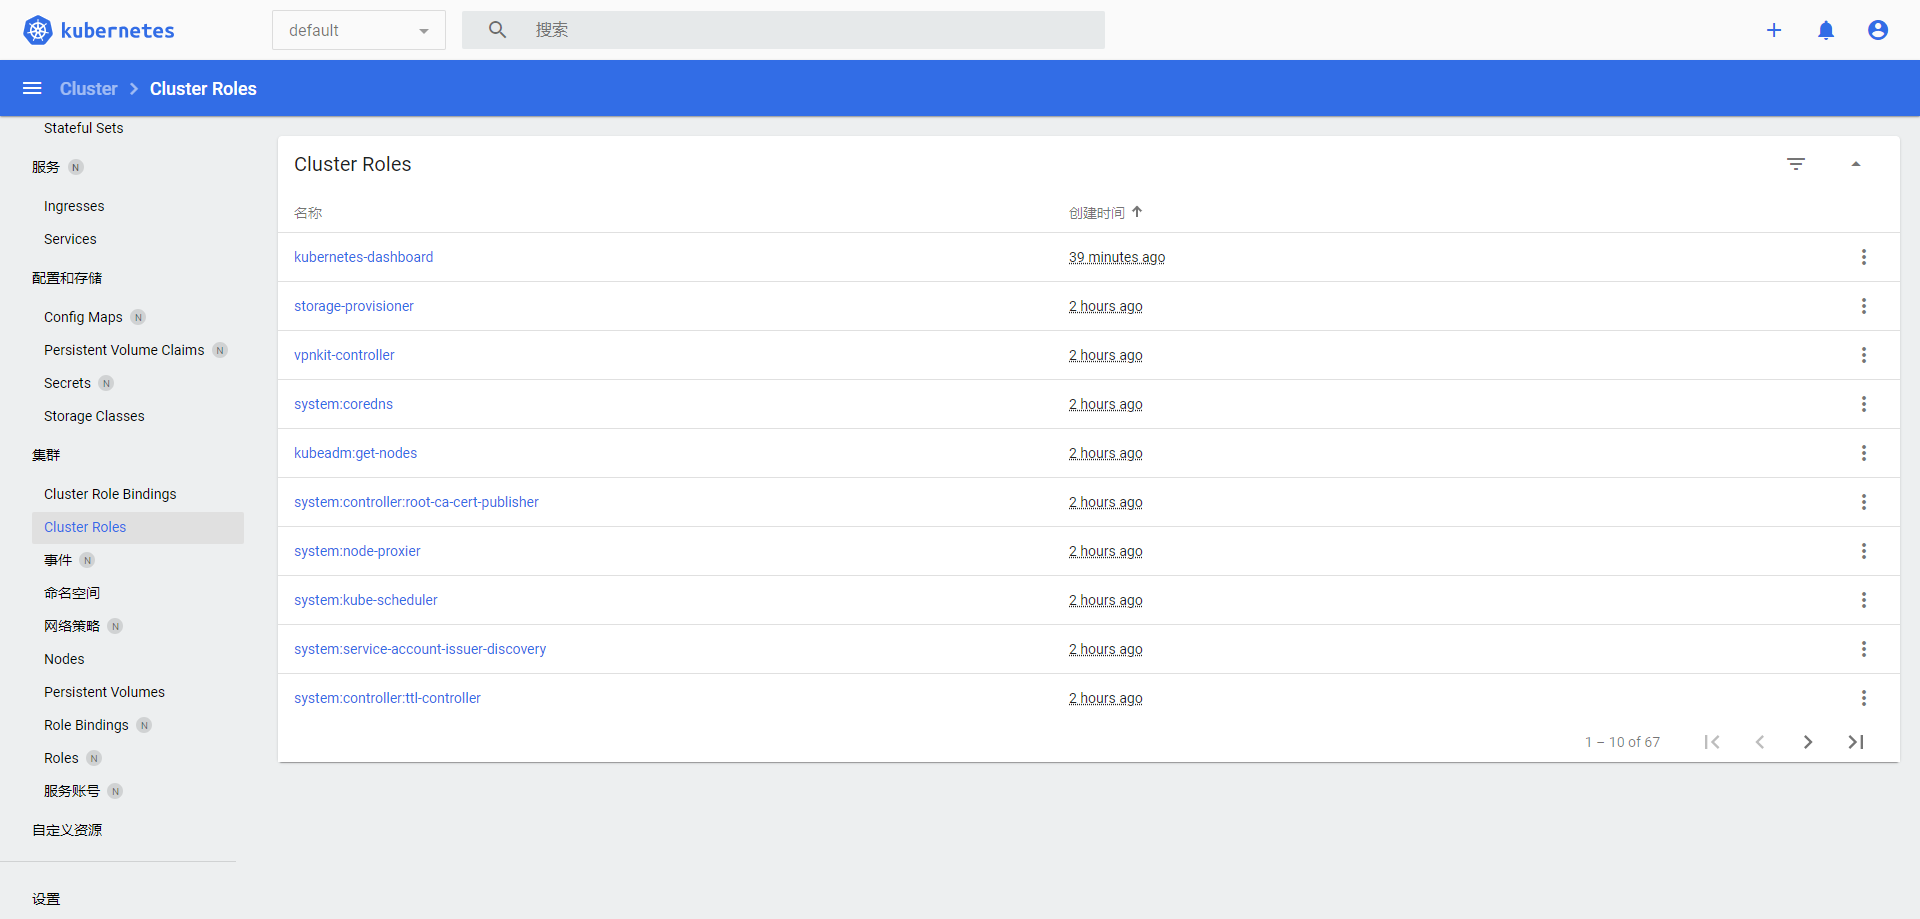 kubernetes
default
搜索
Cluster
Cluster Roles
Stateful Sets
服务 N
Ingresses
Services
配置和存储
Config Maps N
Persistent Volume Claims N
Secrets N
Storage Classes
集群
Cluster Role Bindings
Cluster Roles
事件 N
命名空间
网络策略 N
Nodes
Persistent Volumes
Role Bindings N
Roles N
服务账号 N
自定义资源
设置
Cluster Roles
名称 创建时间
kubernetes-dashboard 39 minutes ago
storage-provisioner 2 hours ago
vpnkit-controller 2 hours ago
system:coredns 2 hours ago
kubeadm:get-nodes 2 hours ago
system:controller:root-ca-cert-publisher 2 hours ago
system:node-proxier 2 hours ago
system:kube-scheduler 2 hours ago
system:service-account-issuer-discovery 2 hours ago
system:controller:ttl-controller 2 hours ago
1 – 10 of 67